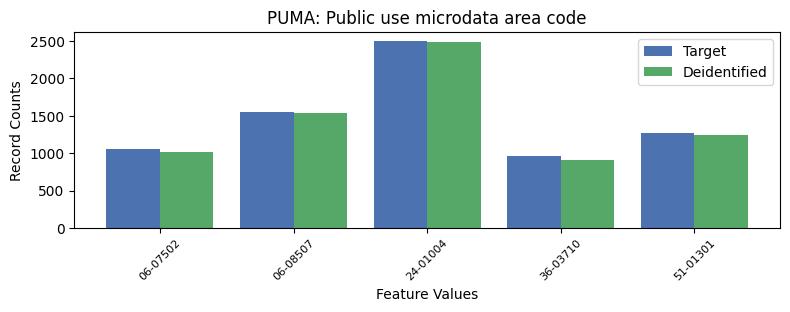 PUMA: Public use microdata area code
Record Counts
2500
2000
1500
1000
500
0
Target
Deidentified
06-07502
06-08507
24-01004
36-03710
51-01301
Feature Values